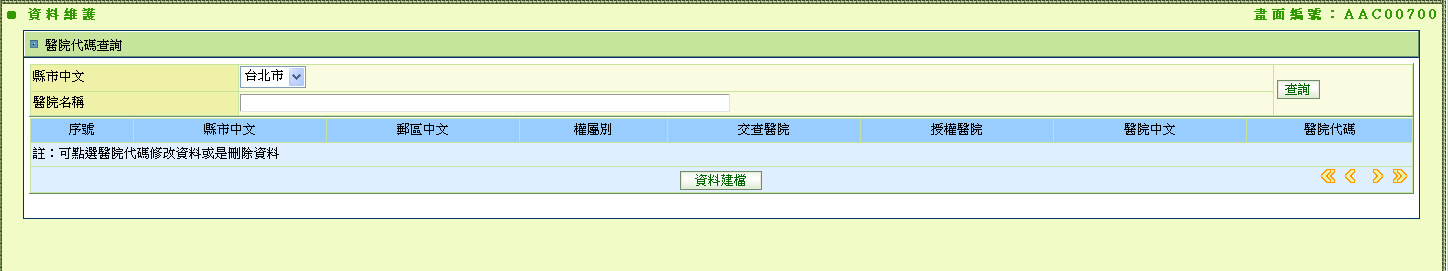 資料維護 畫面編號：AAC00700
醫院代碼查詢
縣市中文 台北市
醫院名稱 查詢
序號 縣市中文 郵區中文 權屬別 交查醫院 授權醫院 醫院中文 醫院代碼
註：可點選醫院代碼修改資料或是刪除資料
資料建檔